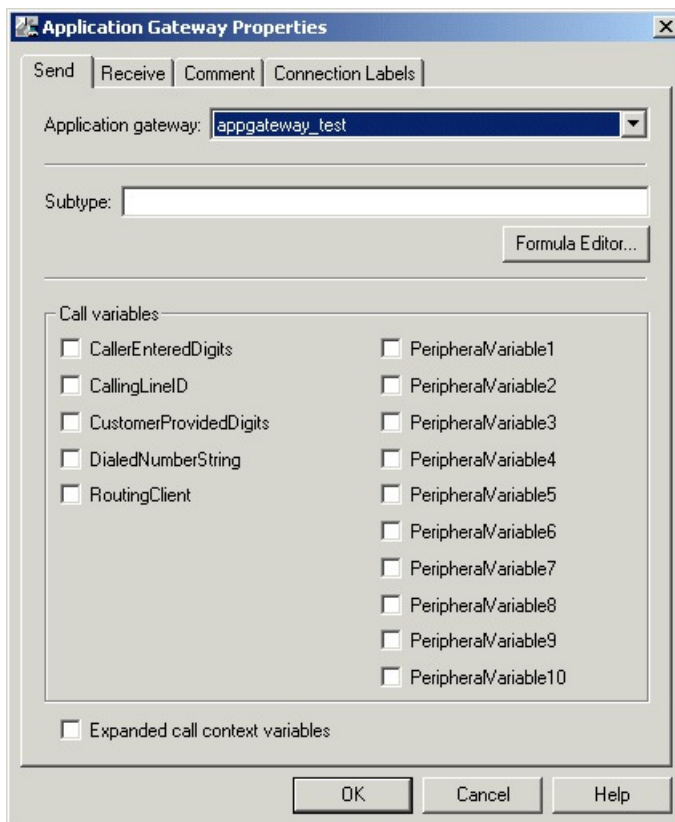 Application Gateway Properties
Send Receive Comment Connection Labels
Application gateway: appgateway_test
Subtype:
Formula Editor...
Call variables
CallerEnteredDigits PeripheralVariable1
CallingLineID PeripheralVariable2
CustomerProvidedDigits PeripheralVariable3
DialedNumberString PeripheralVariable4
RoutingClient PeripheralVariable5
PeripheralVariable6
PeripheralVariable7
PeripheralVariable8
PeripheralVariable9
PeripheralVariable10
Expanded call context variables
OK Cancel Help